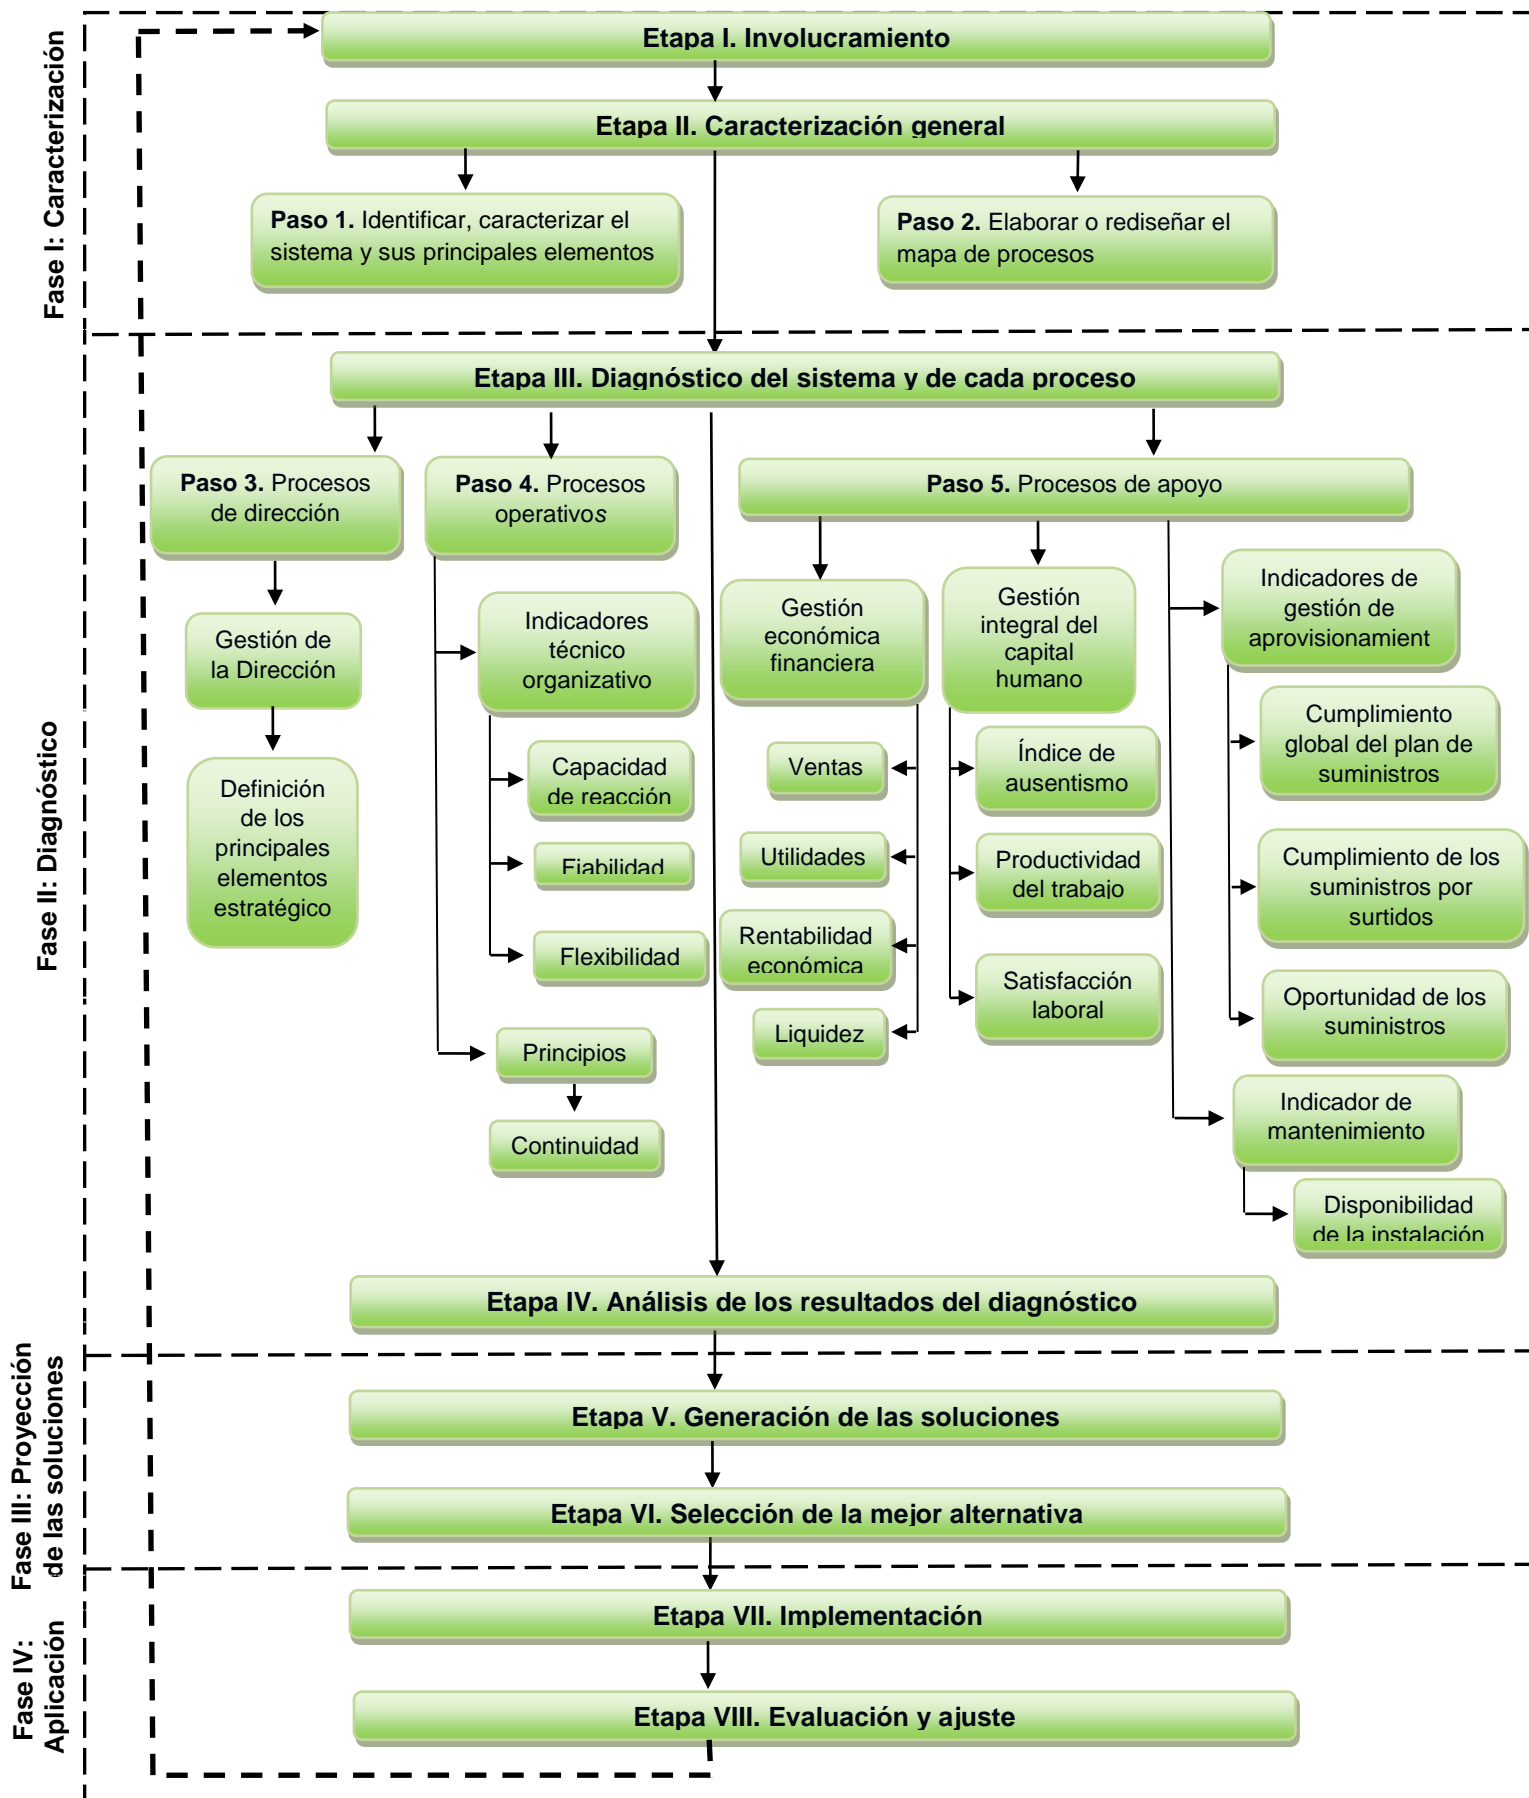 Fase I: Caracterización
Etapa I. Involucramiento
Etapa II. Caracterización general
Paso 1. Identificar, caracterizar el
sistema y sus principales elementos
Paso 2. Elaborar o rediseñar el
mapa de procesos
Fase II: Diagnóstico
Etapa III. Diagnóstico del sistema y de cada proceso
Paso 3. Procesos
de dirección
Gestión de
la Dirección
Definición
de los
principales
elementos
estratégico
Paso 4. Procesos
operativos
Indicadores
técnico
organizativo
Capacidad
de reacción
Fiabilidad
Flexibilidad
Principios
Continuidad
Paso 5. Procesos de apoyo
Gestión
económica
financiera
Ventas
Utilidades
Rentabilidad
económica
Liquidez
Gestión
integral del
capital
humano
Índice de
ausentismo
Productividad
del trabajo
Satisfacción
laboral
Indicadores de
gestión de
aprovisionamient
Cumplimiento
global del plan de
suministros
Cumplimiento de los
suministros por
surtidos
Oportunidad de los
suministros
Indicador de
mantenimiento
Disponibilidad
de la instalación
Etapa IV. Análisis de los resultados del diagnóstico
Fase III: Proyección
de las soluciones
Etapa V. Generación de las soluciones
Etapa VI. Selección de la mejor alternativa
Fase IV:
Aplicación
Etapa VII. Implementación
Etapa VIII. Evaluación y ajuste